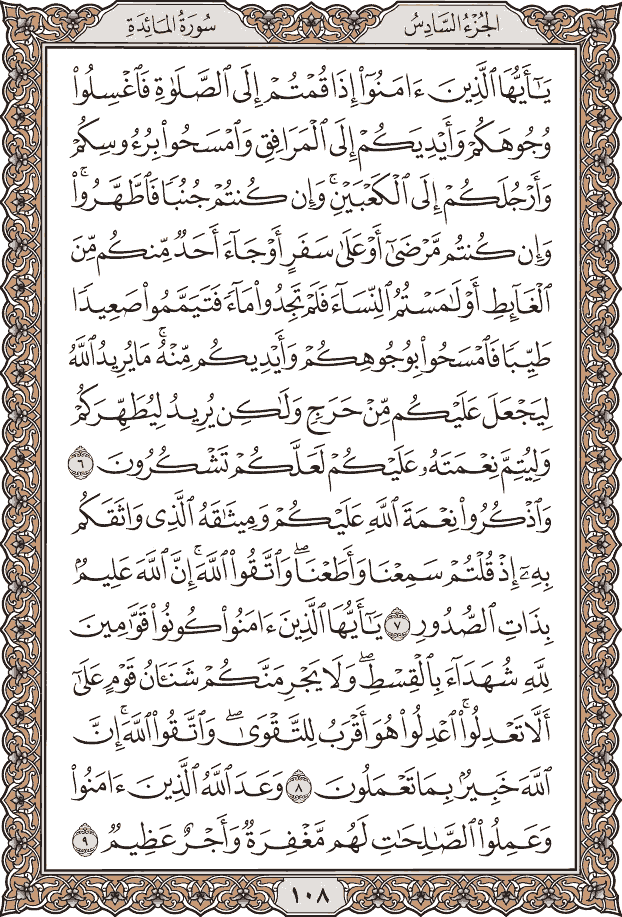 الجُزْءُ السَّادِسُ
سُورَةُ المَائِدَةِ
يَٰٓأَيُّهَا ٱلَّذِينَ ءَامَنُوٓاْ إِذَا قُمۡتُمۡ إِلَى ٱلصَّلَوٰةِ فَٱغۡسِلُواْ
وُجُوهَكُمۡ وَأَيۡدِيَكُمۡ إِلَى ٱلۡمَرَافِقِ وَٱمۡسَحُواْ بِرُءُوسِكُمۡ
وَأَرۡجُلَكُمۡ إِلَى ٱلۡكَعۡبَيۡنِۚ وَإِن كُنتُمۡ جُنُبٗا فَٱطَّهَّرُواْۚ
وَإِن كُنتُم مَّرۡضَىٰٓ أَوۡ عَلَىٰ سَفَرٍ أَوۡ جَآءَ أَحَدٞ مِّنكُم مِّنَ
ٱلۡغَآئِطِ أَوۡ لَٰمَسۡتُمُ ٱلنِّسَآءَ فَلَمۡ تَجِدُواْ مَآءٗ فَتَيَمَّمُواْ صَعِيدٗا
طَيِّبٗا فَٱمۡسَحُواْ بِوُجُوهِكُمۡ وَأَيۡدِيكُم مِّنۡهُۚ مَا يُرِيدُ ٱللَّهُ
لِيَجۡعَلَ عَلَيۡكُم مِّنۡ حَرَجٖ وَلَٰكِن يُرِيدُ لِيُطَهِّرَكُمۡ
وَلِيُتِمَّ نِعۡمَتَهُۥ عَلَيۡكُمۡ لَعَلَّكُمۡ تَشۡكُرُونَ ٦
وَٱذۡكُرُواْ نِعۡمَةَ ٱللَّهِ عَلَيۡكُمۡ وَمِيثَٰقَهُ ٱلَّذِي وَاثَقَكُم
بِهِۦٓ إِذۡ قُلۡتُمۡ سَمِعۡنَا وَأَطَعۡنَاۖ وَٱتَّقُواْ ٱللَّهَۚ إِنَّ ٱللَّهَ عَلِيمُۢ
بِذَاتِ ٱلصُّدُورِ ٧ يَٰٓأَيُّهَا ٱلَّذِينَ ءَامَنُواْ كُونُواْ قَوَّٰمِينَ
لِلَّهِ شُهَدَآءَ بِٱلۡقِسۡطِۖ وَلَا يَجۡرِمَنَّكُمۡ شَنَـَٔانُ قَوۡمٍ عَلَىٰٓ
أَلَّا تَعۡدِلُواْۚ ٱعۡدِلُواْ هُوَ أَقۡرَبُ لِلتَّقۡوَىٰۖ وَٱتَّقُواْ ٱللَّهَۚ إِنَّ
ٱللَّهَ خَبِيرُۢ بِمَا تَعۡمَلُونَ ٨ وَعَدَ ٱللَّهُ ٱلَّذِينَ ءَامَنُواْ
وَعَمِلُواْ ٱلصَّٰلِحَٰتِ لَهُم مَّغۡفِرَةٞ وَأَجۡرٌ عَظِيمٞ ٩
١٠٨